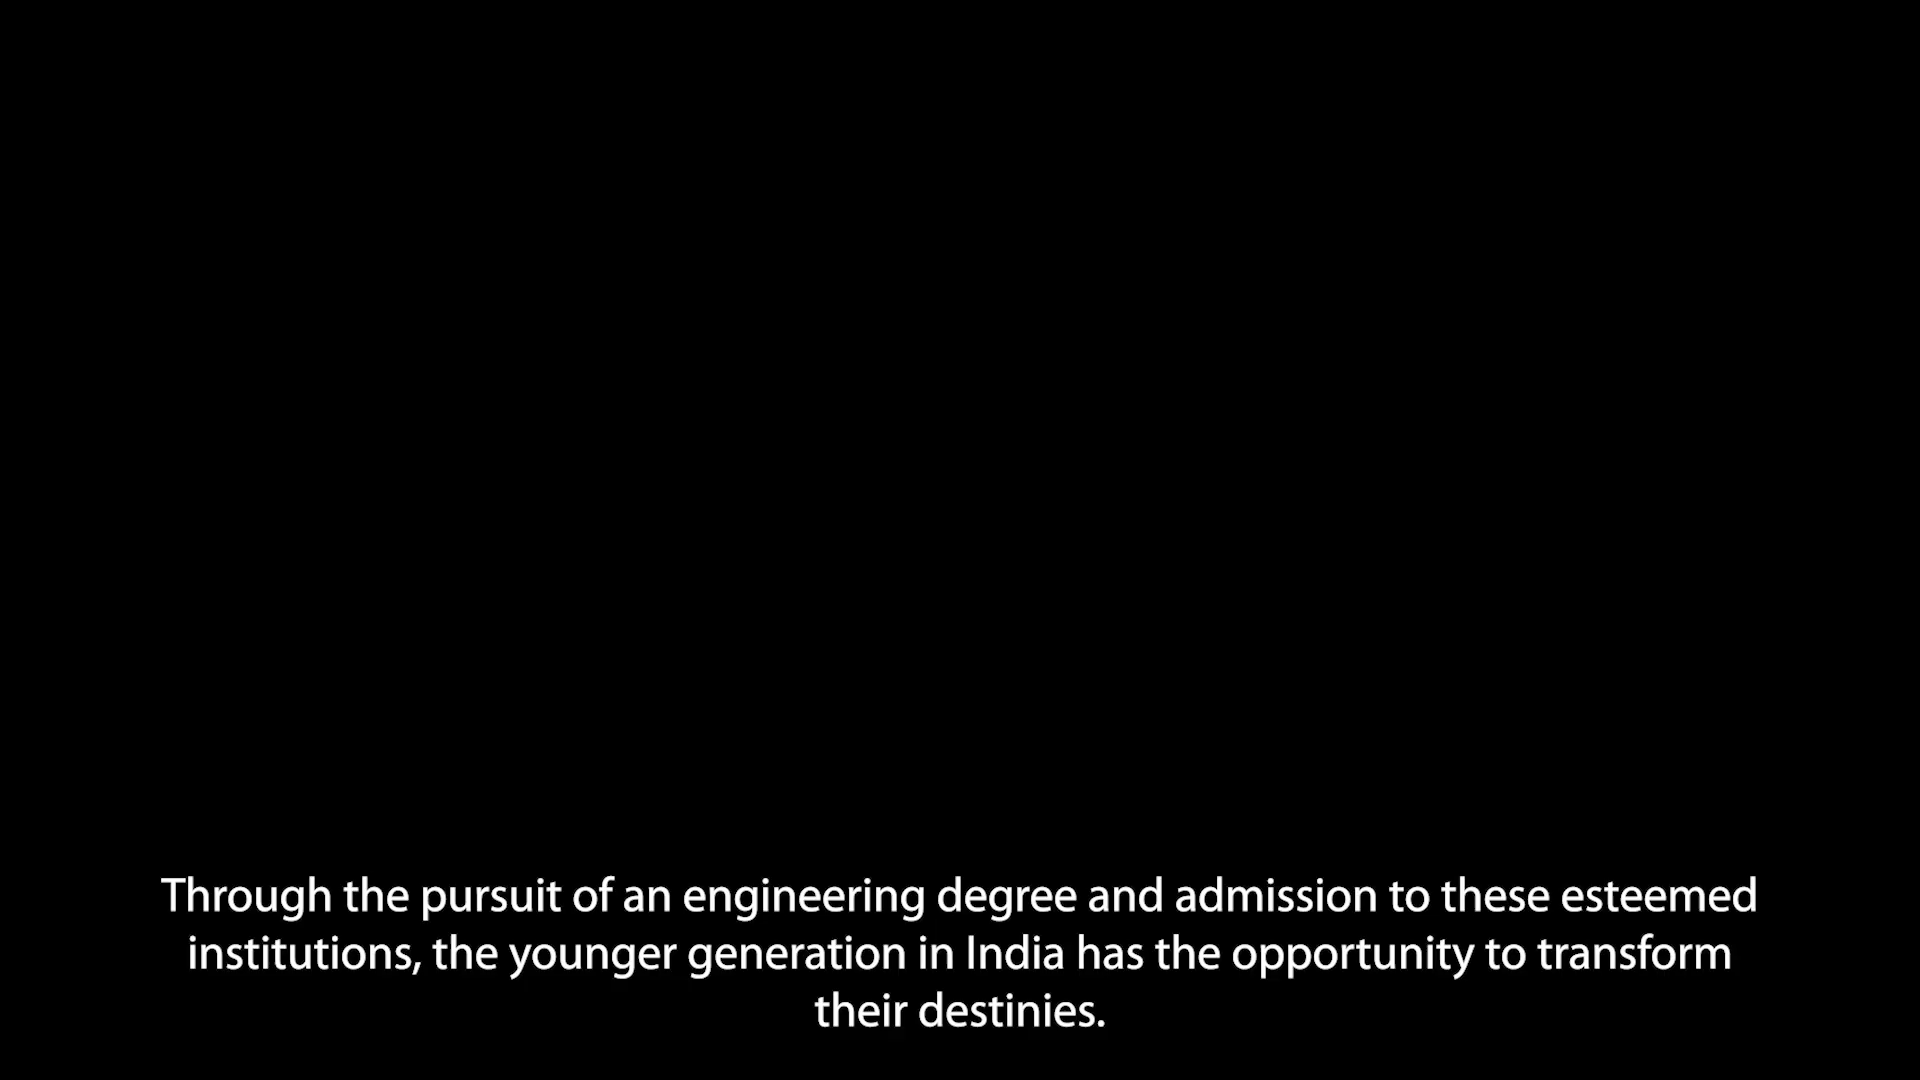 Through the pursuit of an engineering degree and admission to these esteemed
institutions, the younger generation in India has the opportunity to transform
their destinies.